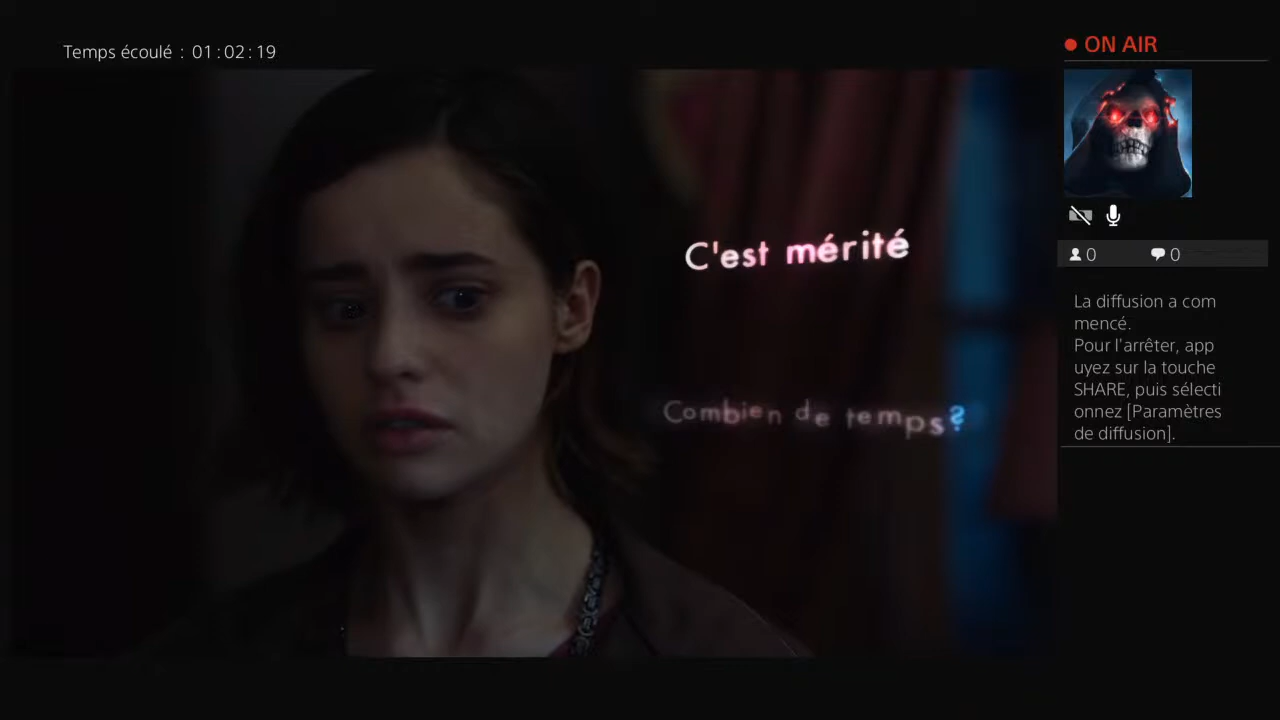 Temps écoulé : 01:02:19
ON AIR
C'est mérité
Combien de temps?
0 0
La diffusion a com
mencé.
Pour l'arrêter, app
uyez sur la touche
SHARE, puis sélecti
onnez [Paramètres
de diffusion].